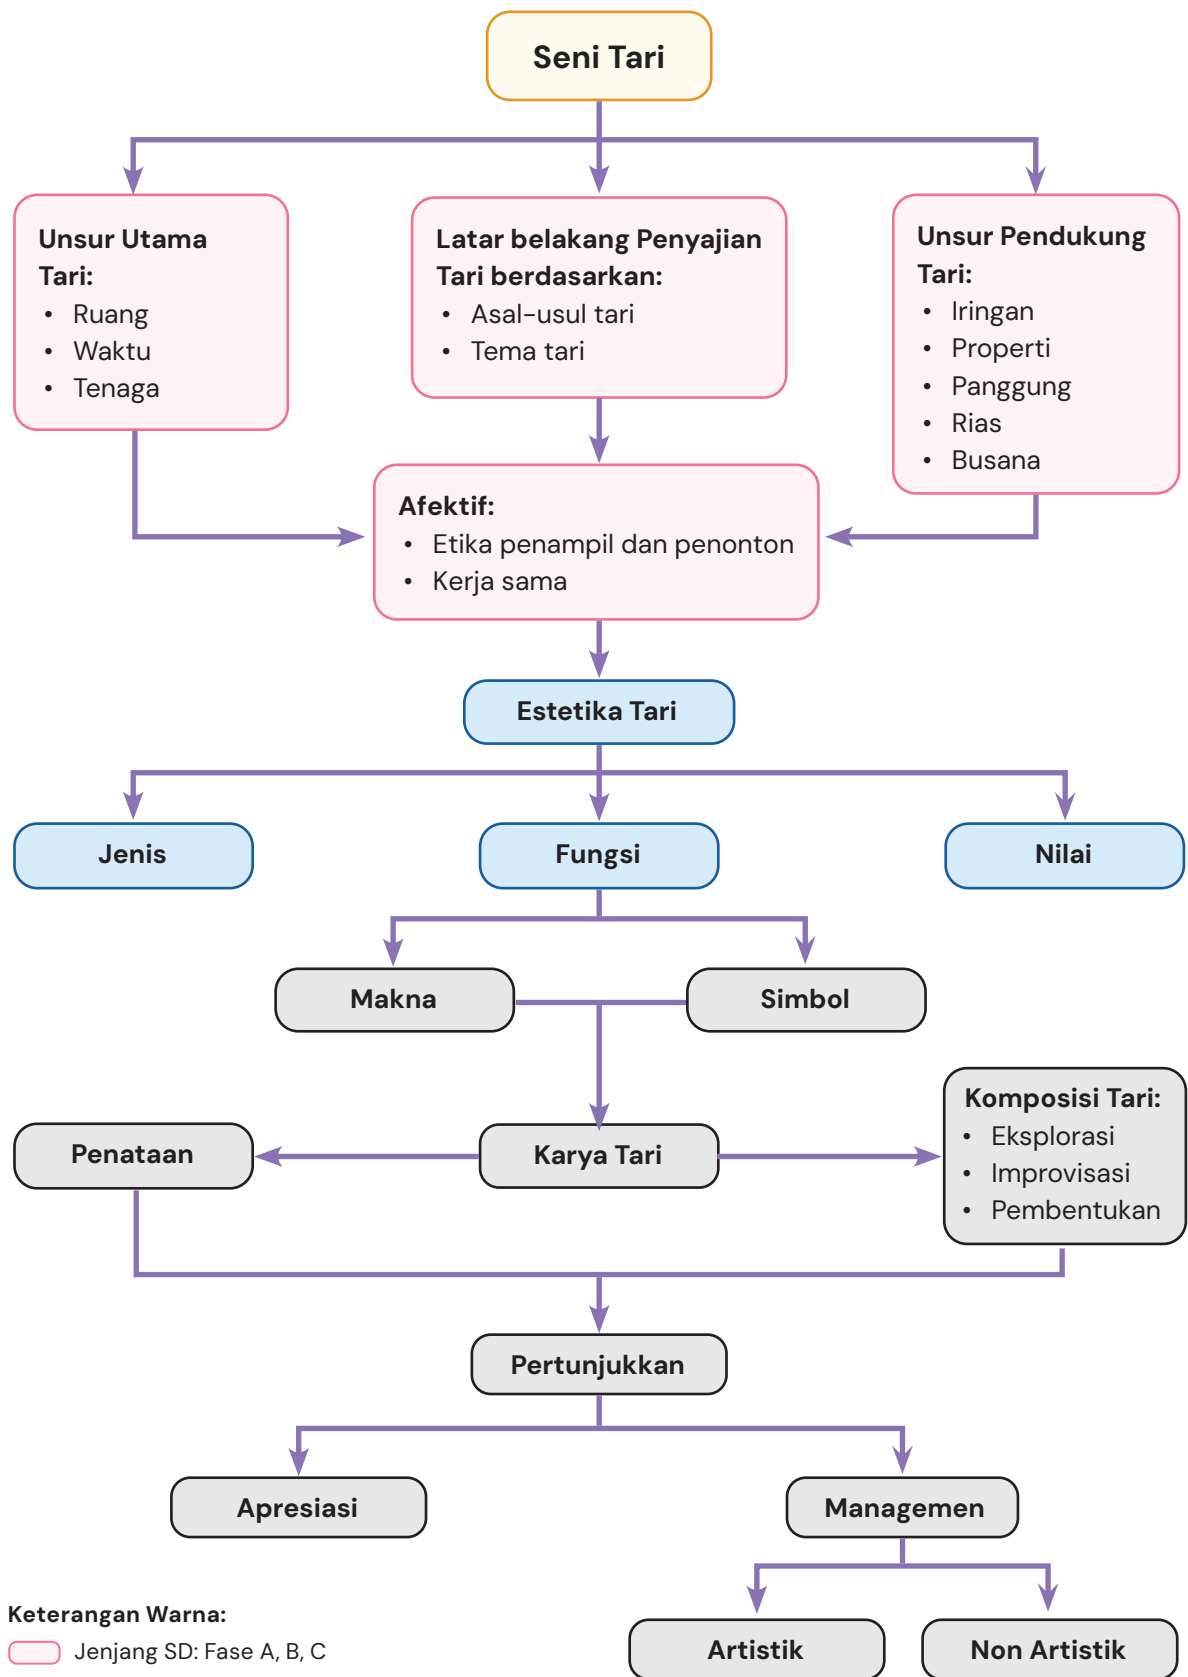 Seni Tari
Unsur Utama
Tari:
• Ruang
• Waktu
• Tenaga
Latar belakang Penyajian
Tari berdasarkan:
• Asal-usul tari
• Tema tari
Unsur Pendukung
Tari:
• Iringan
• Properti
• Panggung
• Rias
• Busana
Afektif:
• Etika penampil dan penonton
• Kerja sama
Estetika Tari
Jenis
Fungsi
Nilai
Makna
Simbol
Penataan
Karya Tari
Komposisi Tari:
• Eksplorasi
• Improvisasi
• Pembentukan
Pertunjukkan
Apresiasi
Managemen
Artistik
Non Artistik
Keterangan Warna:
Jenjang SD: Fase A, B, C